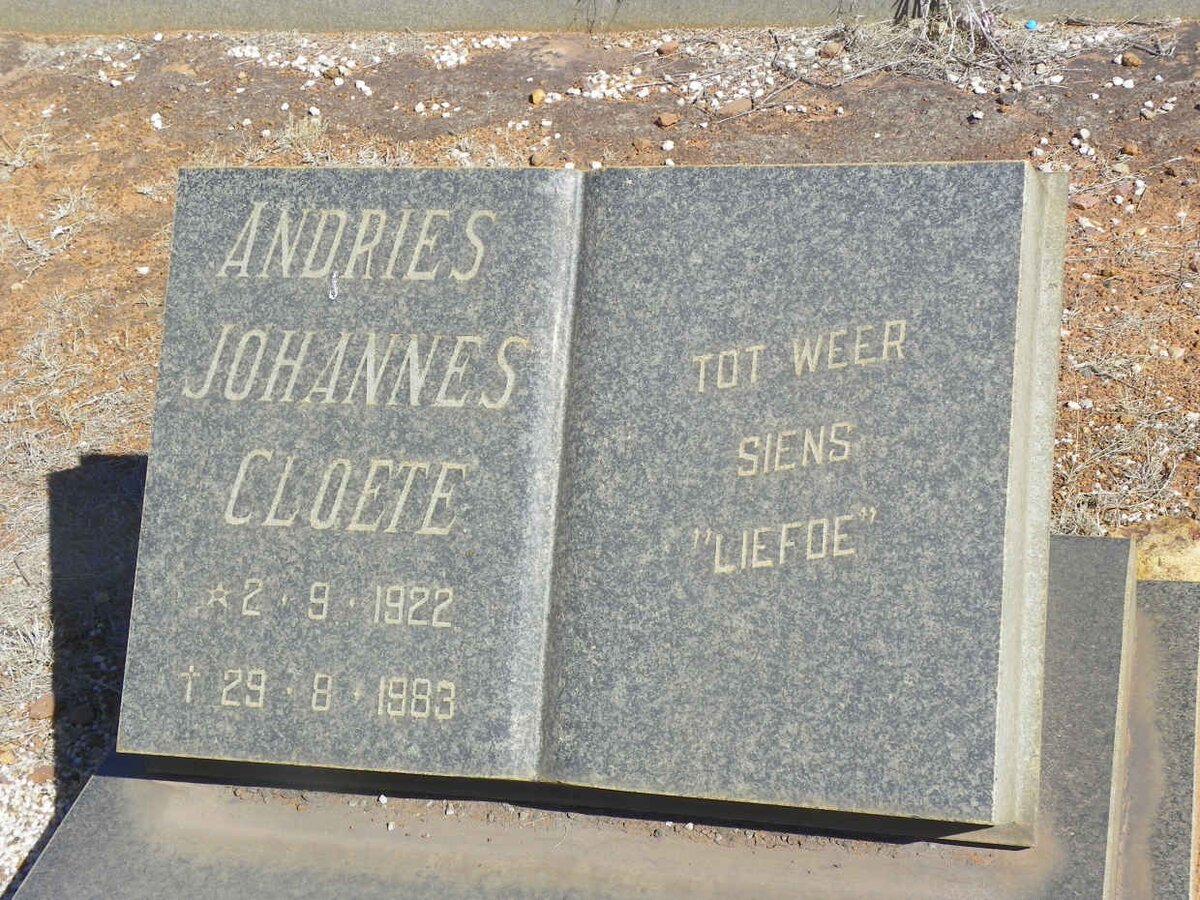 ANDRIES
JOHANNES
CLOETE
☆ 2 · 9 · 1922
† 29 · 8 · 1983
TOT WEER
SIENS
"LIEFDE"